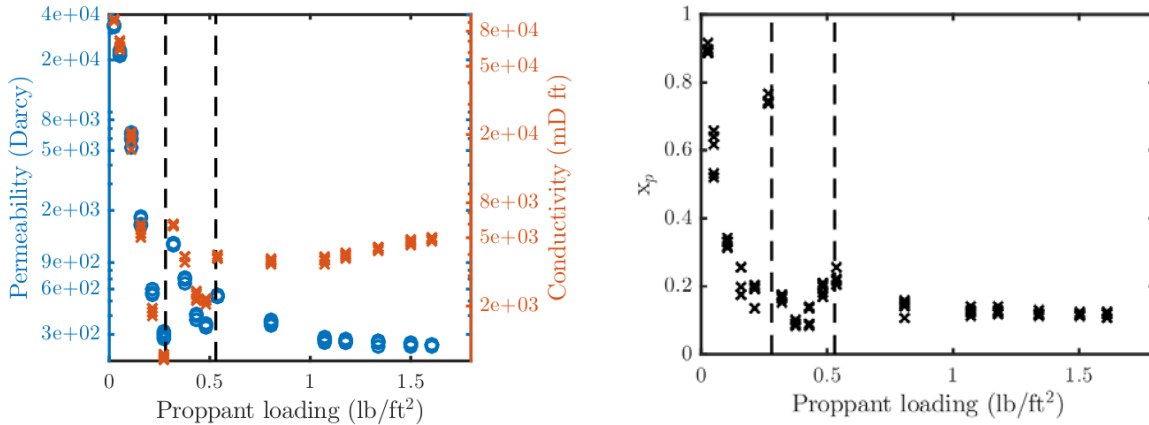 Permeability (Darcy)
4e+04
2e+04
8e+03
5e+03
2e+03
9e+02
6e+02
3e+02
0
0.5
1
1.5
Proppant loading (lb/ft²)
8e+04
5e+04
2e+04
8e+03
5e+03
2e+03
Conductivity (mD ft)
x_p
1
0.8
0.6
0.4
0.2
0
0
0.5
1
1.5
Proppant loading (lb/ft²)